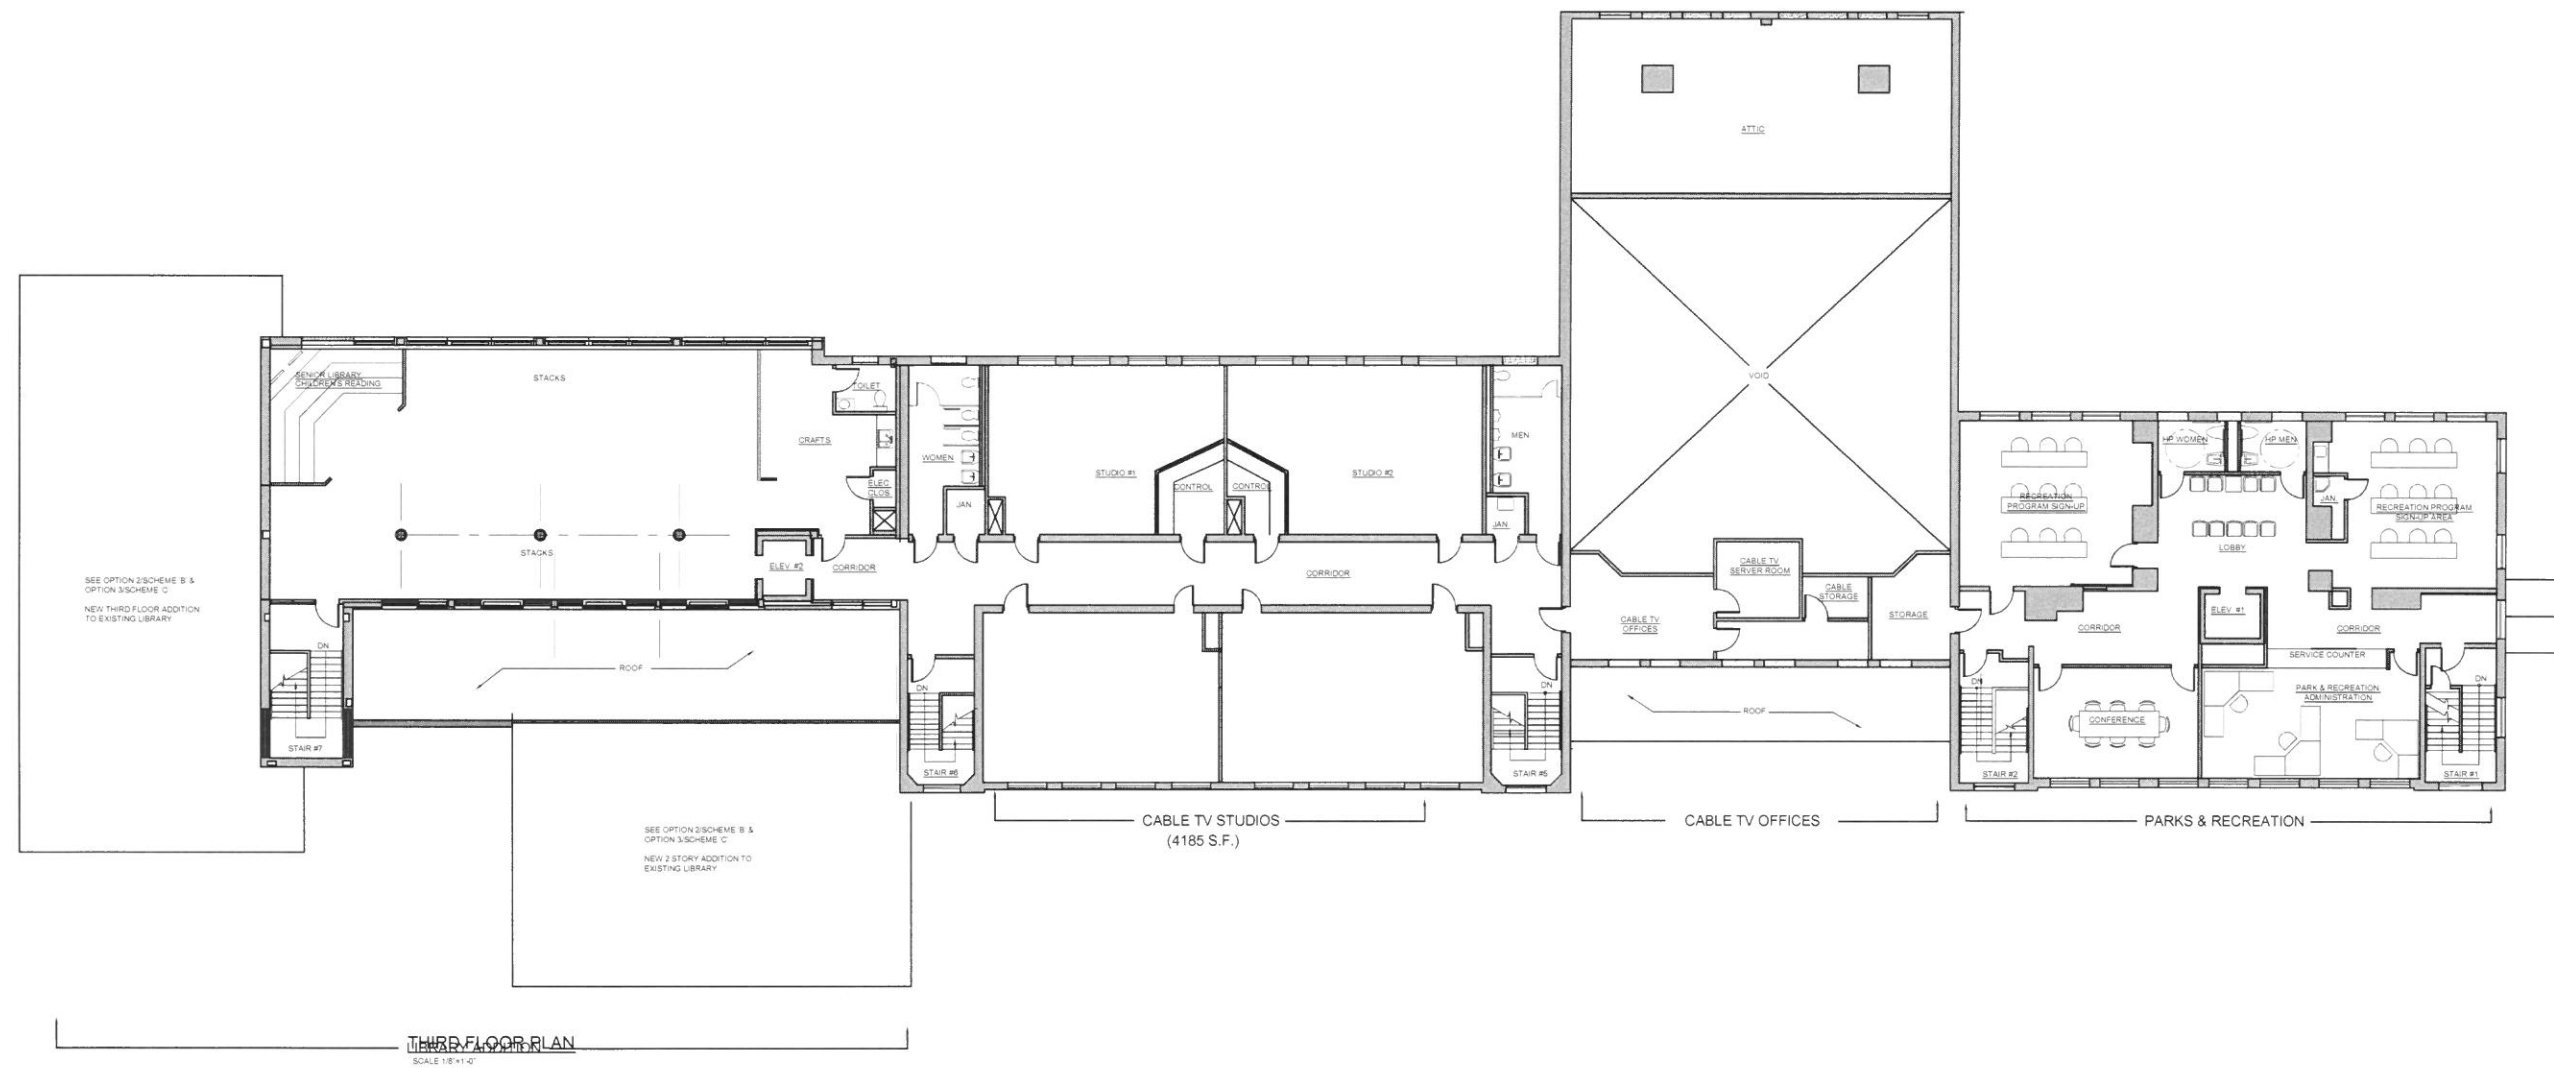 ATTIC
VOID
SENIOR LIBRARY
CHILDREN'S READING
STACKS
TOILET
CRAFTS
ELEC
CLOS
WOMEN
JAN
STUDIO #1
CONTROL
CONTROL
STUDIO #2
MEN
JAN
HP WOMEN
HP MEN
RECREATION
PROGRAM SIGN-UP
JAN
RECREATION PROGRAM
SIGN-UP AREA
LOBBY
STACKS
ELEV. #2
CORRIDOR
CORRIDOR
CABLE TV
SERVER ROOM
CABLE
STORAGE
CABLE TV
OFFICES
STORAGE
ELEV. #1
CORRIDOR
CORRIDOR
SERVICE COUNTER
SEE OPTION 2/SCHEME 'B' &
OPTION 3/SCHEME 'C'
NEW THIRD FLOOR ADDITION
TO EXISTING LIBRARY
DN
ROOF
DN
DN
DN
PARK & RECREATION
ADMINISTRATION
DN
ROOF
CONFERENCE
STAIR #7
STAIR #6
STAIR #5
STAIR #2
STAIR #1
CABLE TV STUDIOS
(4185 S.F.)
CABLE TV OFFICES
PARKS & RECREATION
SEE OPTION 2/SCHEME 'B' &
OPTION 3/SCHEME 'C'
NEW 2 STORY ADDITION TO
EXISTING LIBRARY
THIRD FLOOR PLAN
LIBRARY ADDITION
SCALE 1/8"=1'-0"